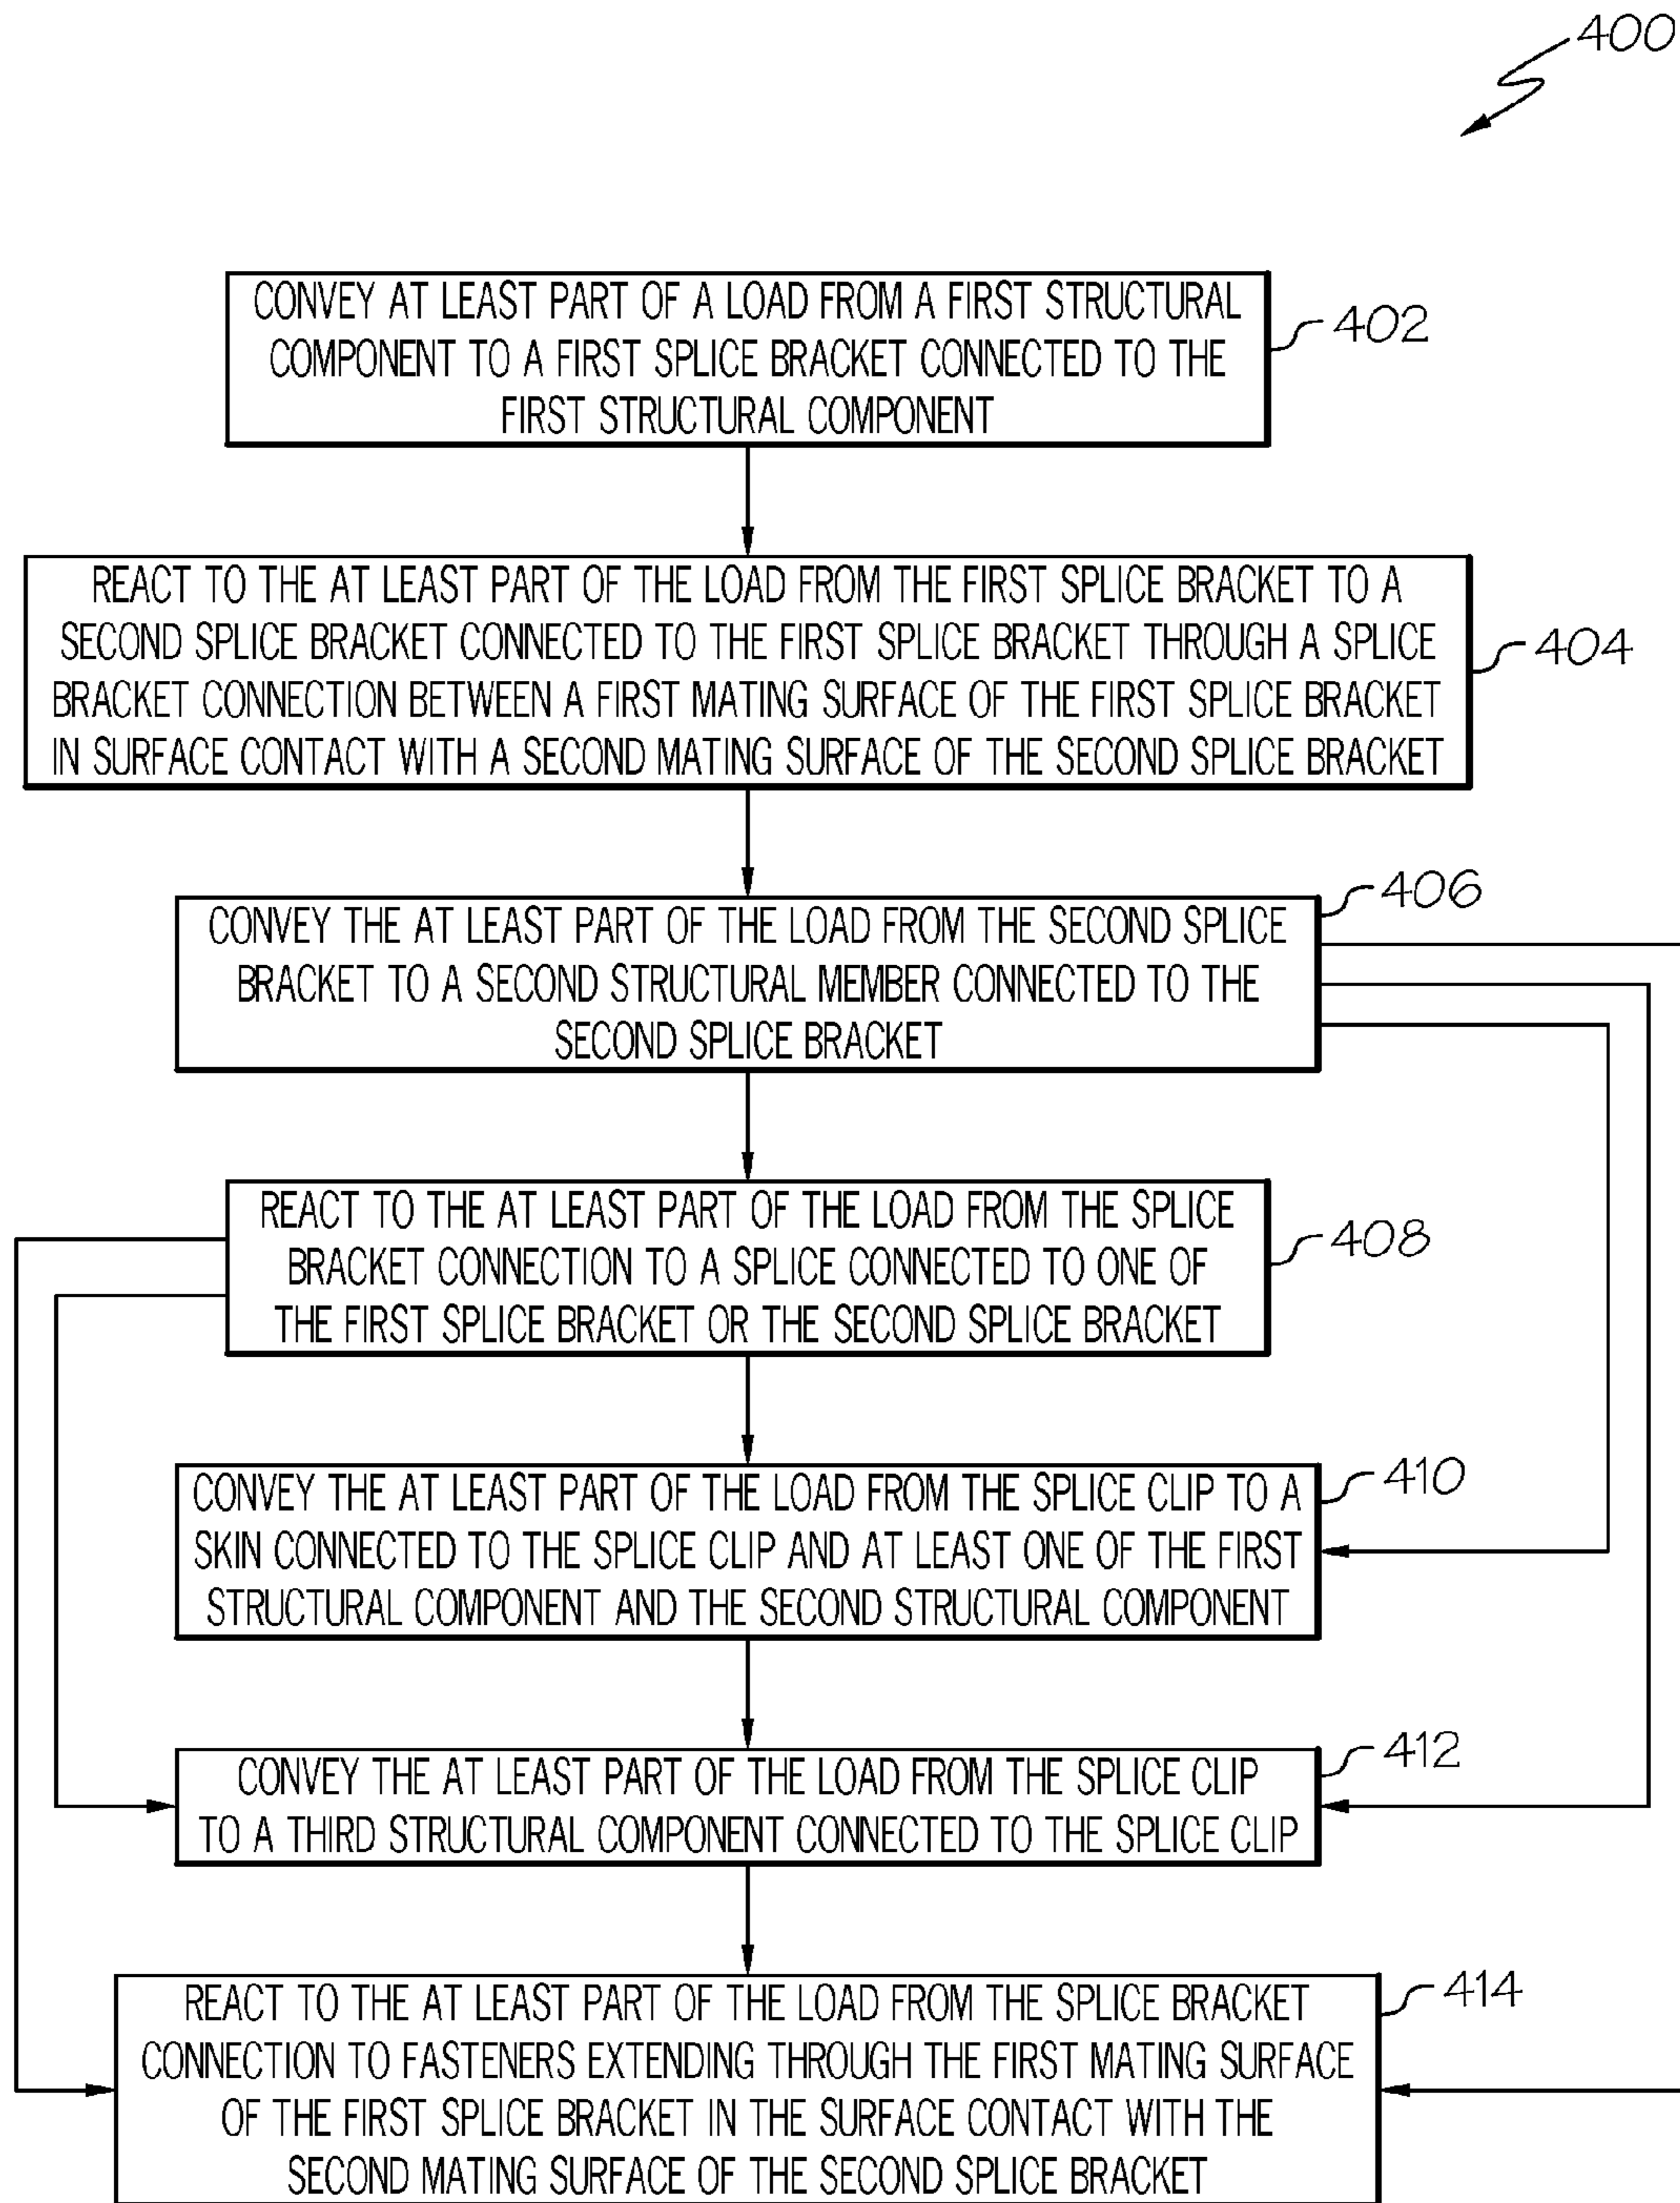 400
CONVEY AT LEAST PART OF A LOAD FROM A FIRST STRUCTURAL
COMPONENT TO A FIRST SPLICE BRACKET CONNECTED TO THE
FIRST STRUCTURAL COMPONENT
402
REACT TO THE AT LEAST PART OF THE LOAD FROM THE FIRST SPLICE BRACKET TO A
SECOND SPLICE BRACKET CONNECTED TO THE FIRST SPLICE BRACKET THROUGH A SPLICE
BRACKET CONNECTION BETWEEN A FIRST MATING SURFACE OF THE FIRST SPLICE BRACKET
IN SURFACE CONTACT WITH A SECOND MATING SURFACE OF THE SECOND SPLICE BRACKET
404
CONVEY THE AT LEAST PART OF THE LOAD FROM THE SECOND SPLICE
BRACKET TO A SECOND STRUCTURAL MEMBER CONNECTED TO THE
SECOND SPLICE BRACKET
406
REACT TO THE AT LEAST PART OF THE LOAD FROM THE SPLICE
BRACKET CONNECTION TO A SPLICE CONNECTED TO ONE OF
THE FIRST SPLICE BRACKET OR THE SECOND SPLICE BRACKET
408
CONVEY THE AT LEAST PART OF THE LOAD FROM THE SPLICE CLIP TO A
SKIN CONNECTED TO THE SPLICE CLIP AND AT LEAST ONE OF THE FIRST
STRUCTURAL COMPONENT AND THE SECOND STRUCTURAL COMPONENT
410
CONVEY THE AT LEAST PART OF THE LOAD FROM THE SPLICE CLIP
TO A THIRD STRUCTURAL COMPONENT CONNECTED TO THE SPLICE CLIP
412
REACT TO THE AT LEAST PART OF THE LOAD FROM THE SPLICE BRACKET
CONNECTION TO FASTENERS EXTENDING THROUGH THE FIRST MATING SURFACE
OF THE FIRST SPLICE BRACKET IN THE SURFACE CONTACT WITH THE
SECOND MATING SURFACE OF THE SECOND SPLICE BRACKET
414